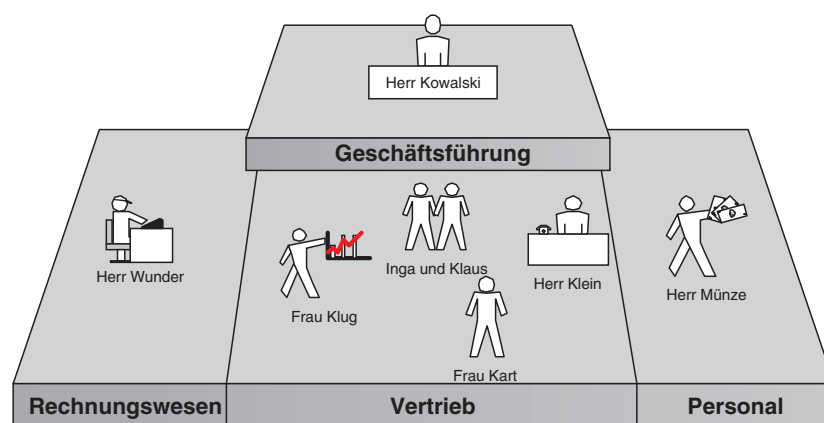 Herr Kowalski
Geschäftsführung
Herr Wunder
Frau Klug
Inga und Klaus
Herr Klein
Frau Kart
Herr Münze
Rechnungswesen
Vertrieb
Personal